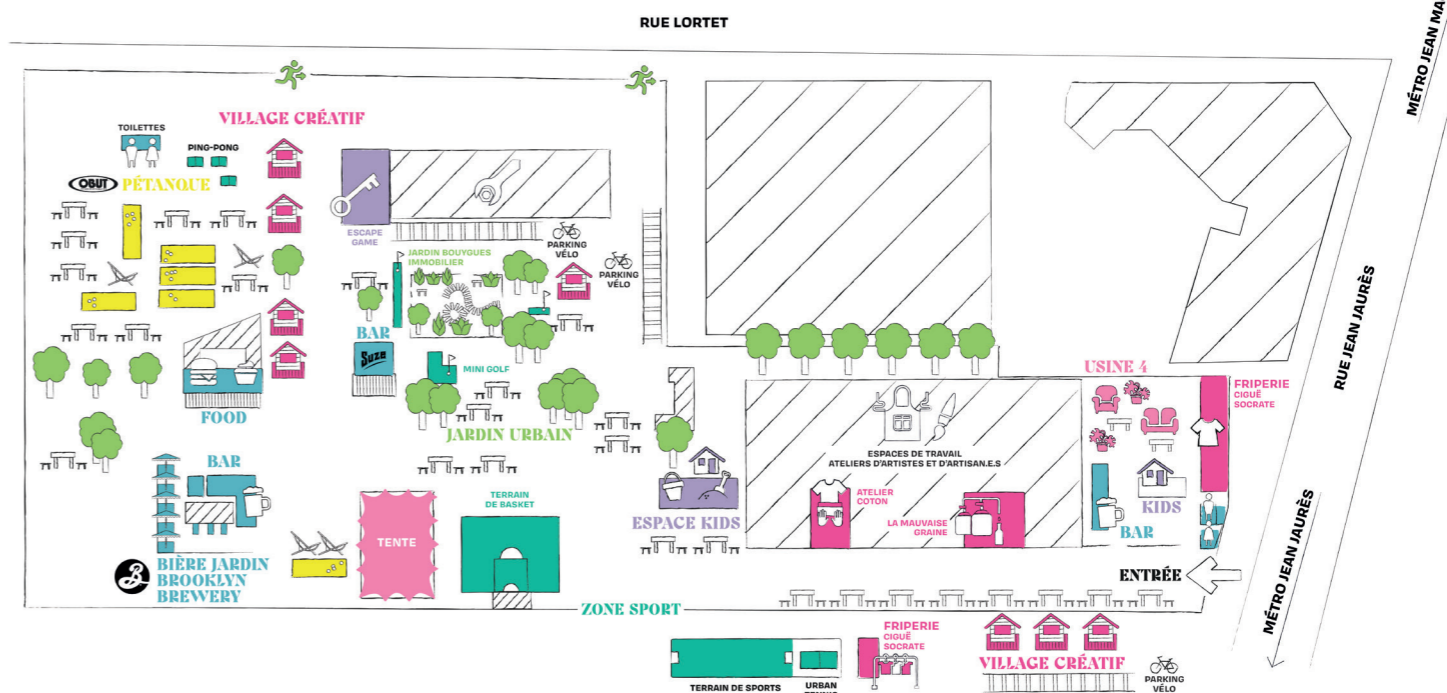 RUE LORTET
MÉTRO JEAN MA
TOILETTES
VILLAGE CRÉATIF
PING-PONG
OBUT
PÉTANQUE
ESCAPE
GAME
PARKING
VÉLO
PARKING
VÉLO
JARDIN BOUYGUES
IMMOBILIER
RUE JEAN JAURÈS
BAR
Suze
MINI GOLF
FOOD
JARDIN URBAIN
USINE 4
FRIPERIE
CIGUË
SOCRATE
ESPACES DE TRAVAIL
ATELIERS D'ARTISTES ET D'ARTISAN.E.S
BAR
TERRAIN
DE BASKET
ATELIER
COTON
LA MAUVAISE
GRAINE
ESPACE KIDS
KIDS
BAR
TENTE
B
BIÈRE JARDIN
BROOKLYN
BREWERY
ENTRÉE
MÉTRO JEAN JAURÈS
ZONE SPORT
FRIPERIE
CIGUË
SOCRATE
VILLAGE CRÉATIF
PARKING
VÉLO
TERRAIN DE SPORTS
URBAN